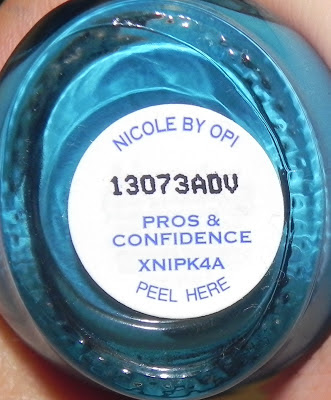 NICOLE BY OPI
13073ADV
PROS &
CONFIDENCE
XNIPK4A
PEEL HERE